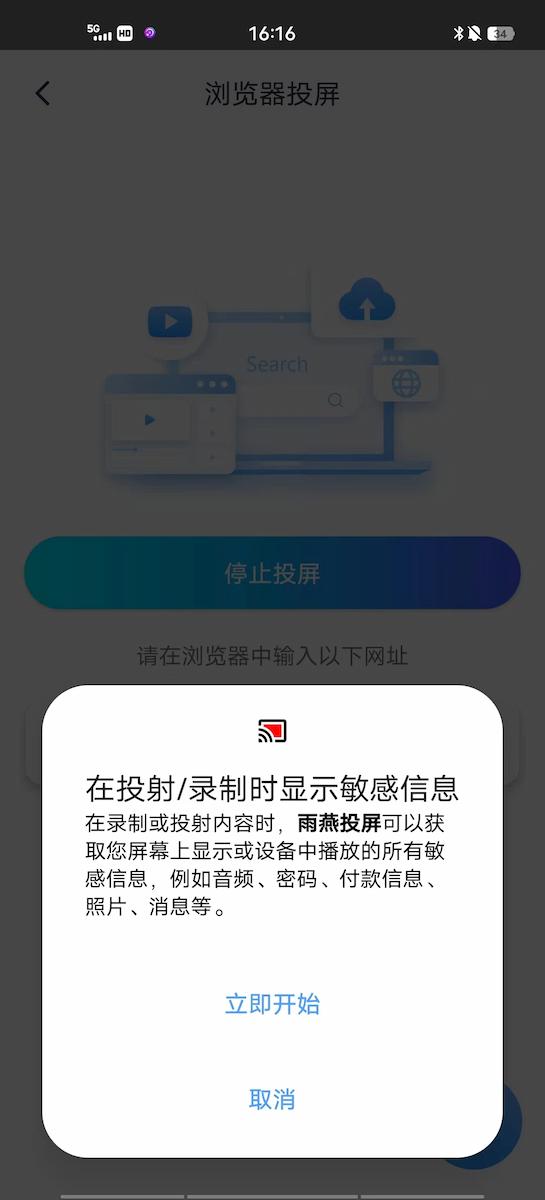 5G HD 16:16 34
浏览器投屏
Search
停止投屏
请在浏览器中输入以下网址
在投射/录制时显示敏感信息
在录制或投射内容时，雨燕投屏可以获
取您屏幕上显示或设备中播放的所有敏
感信息，例如音频、密码、付款信息、
照片、消息等。
立即开始
取消